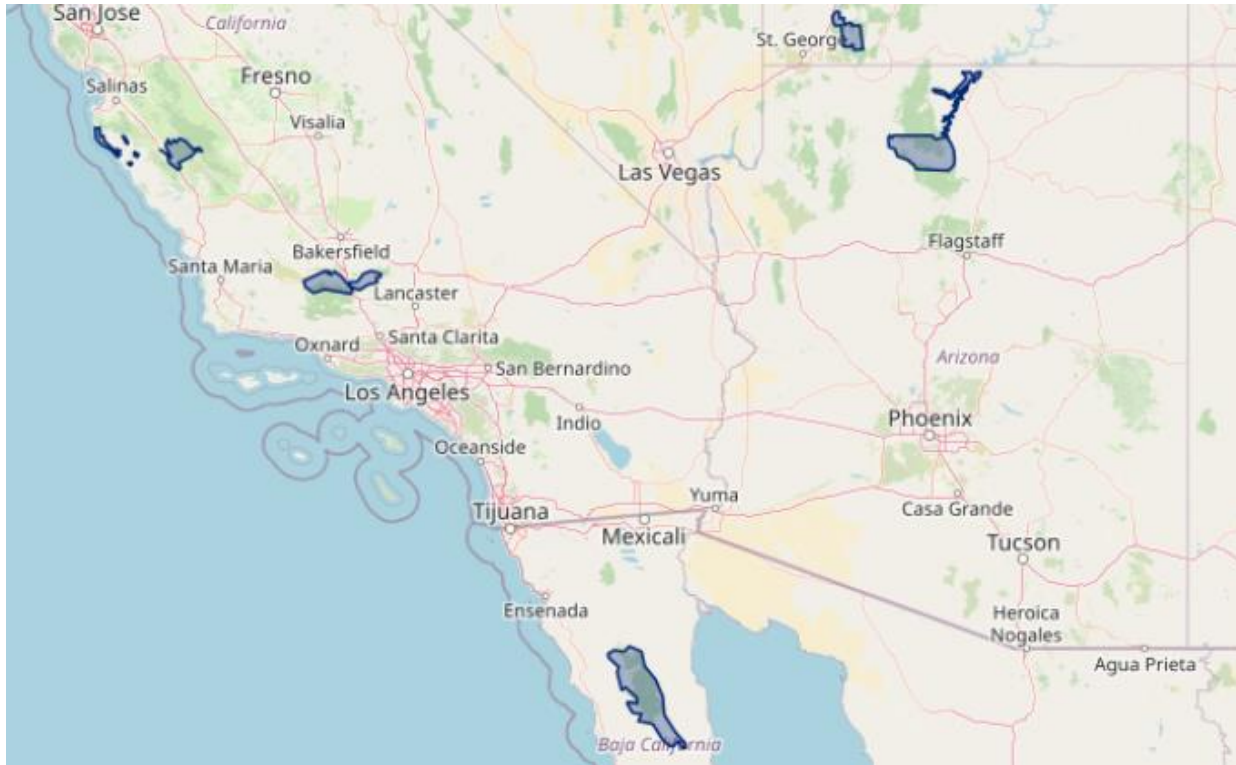 San Jose
California
St. George
Fresno
Salinas
Visalia
Las Vegas
Bakersfield
Flagstaff
Santa Maria
Lancaster
Santa Clarita
Oxnard
San Bernardino
Arizona
Los Angeles
Indio
Phoenix
Oceanside
Yuma
Casa Grande
Tijuana
Mexicali
Tucson
Ensenada
Heroica
Nogales
Agua Prieta
Baja California